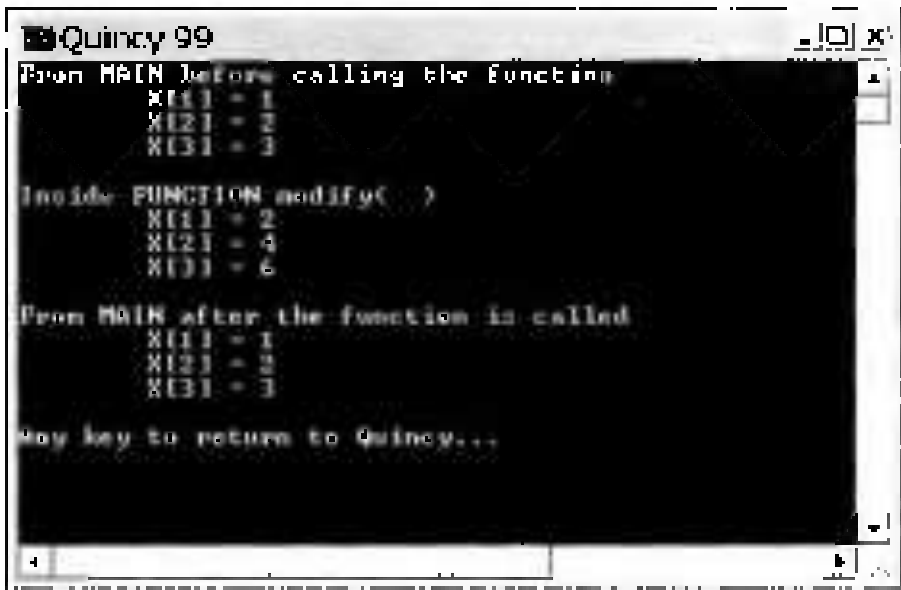 Quincy 99
From MAIN before calling the function
X[1] = 1
X[2] = 2
X[3] = 3
Inside FUNCTION modify( )
X[1] = 2
X[2] = 4
X[3] = 6
From MAIN after the function is called
X[1] = 1
X[2] = 2
X[3] = 3
Any key to return to Quincy...